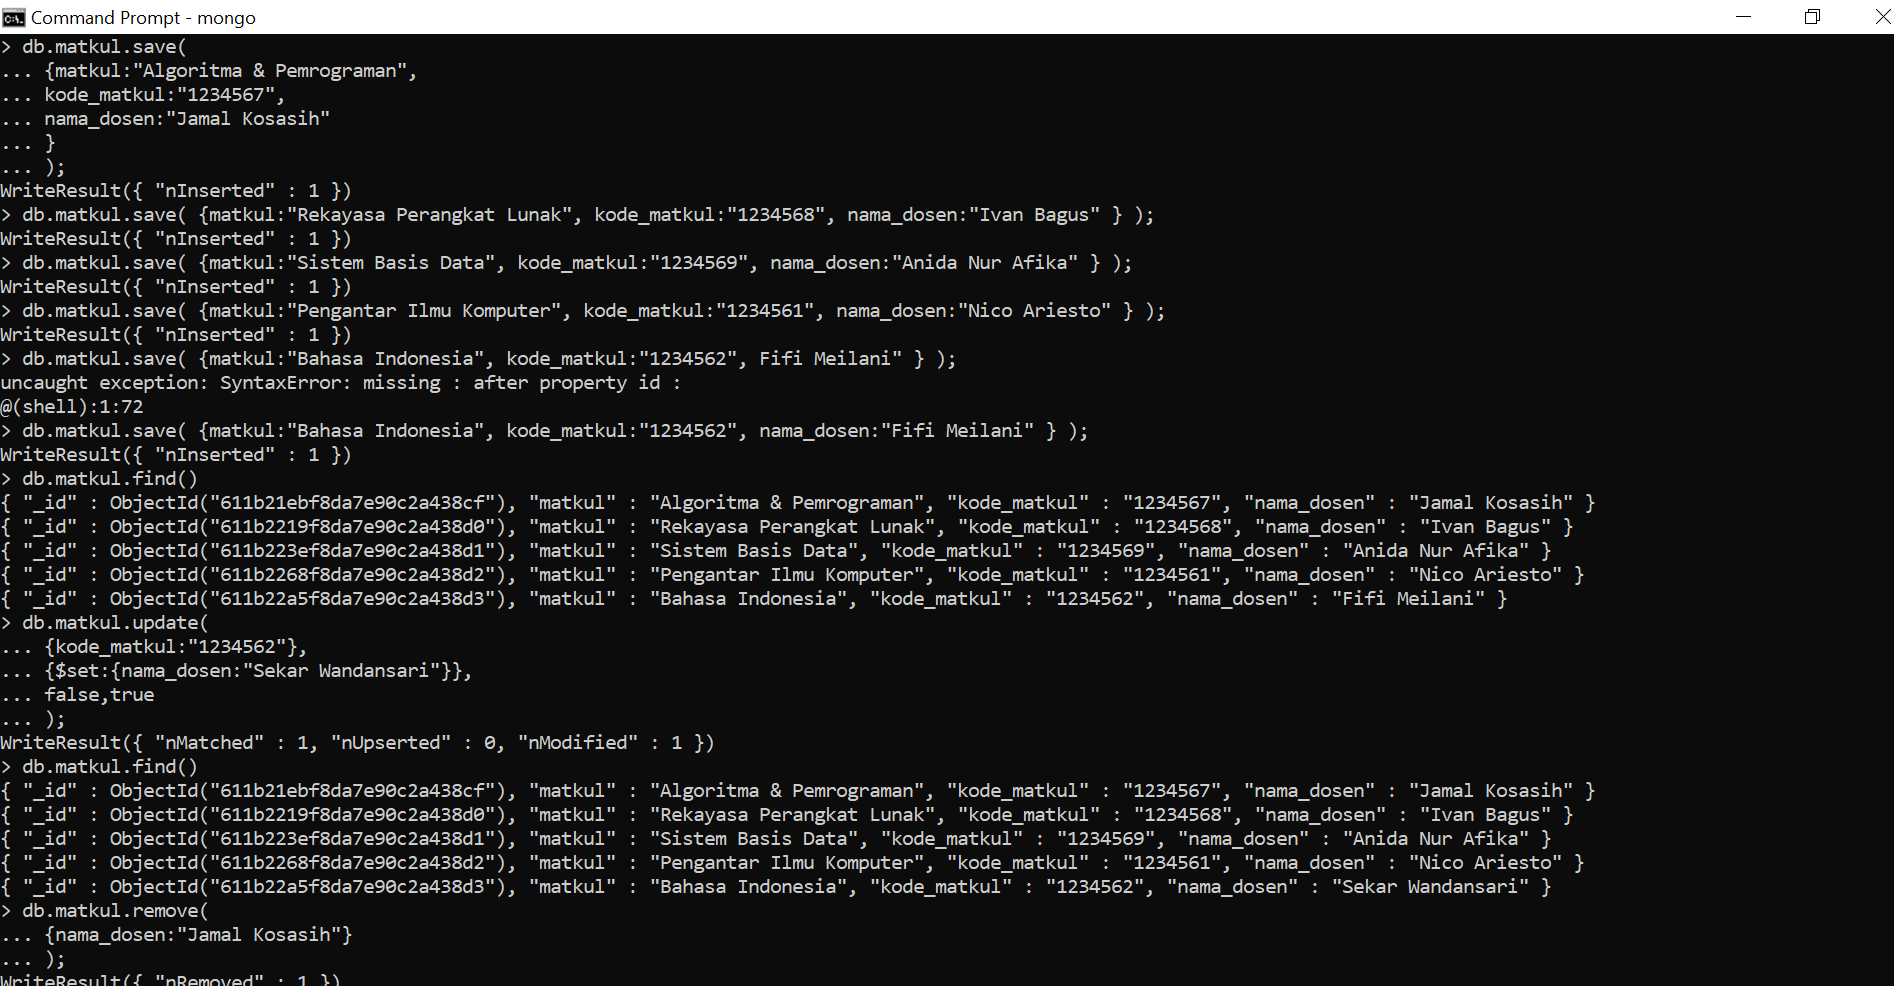 Command Prompt - mongo
> db.matkul.save(
... {matkul:"Algoritma & Pemrograman",
... kode_matkul:"1234567",
... nama_dosen:"Jamal Kosasih"
... }
... );
WriteResult({ "nInserted" : 1 })
> db.matkul.save( {matkul:"Rekayasa Perangkat Lunak", kode_matkul:"1234568", nama_dosen:"Ivan Bagus" } );
WriteResult({ "nInserted" : 1 })
> db.matkul.save( {matkul:"Sistem Basis Data", kode_matkul:"1234569", nama_dosen:"Anida Nur Afika" } );
WriteResult({ "nInserted" : 1 })
> db.matkul.save( {matkul:"Pengantar Ilmu Komputer", kode_matkul:"1234561", nama_dosen:"Nico Ariesto" } );
WriteResult({ "nInserted" : 1 })
> db.matkul.save( {matkul:"Bahasa Indonesia", kode_matkul:"1234562", Fifi Meilani" } );
uncaught exception: SyntaxError: missing : after property id :
@(shell):1:72
> db.matkul.save( {matkul:"Bahasa Indonesia", kode_matkul:"1234562", nama_dosen:"Fifi Meilani" } );
WriteResult({ "nInserted" : 1 })
> db.matkul.find()
{ "_id" : ObjectId("611b21ebf8da7e90c2a438cf"), "matkul" : "Algoritma & Pemrograman", "kode_matkul" : "1234567", "nama_dosen" : "Jamal Kosasih" }
{ "_id" : ObjectId("611b2219f8da7e90c2a438d0"), "matkul" : "Rekayasa Perangkat Lunak", "kode_matkul" : "1234568", "nama_dosen" : "Ivan Bagus" }
{ "_id" : ObjectId("611b223ef8da7e90c2a438d1"), "matkul" : "Sistem Basis Data", "kode_matkul" : "1234569", "nama_dosen" : "Anida Nur Afika" }
{ "_id" : ObjectId("611b2268f8da7e90c2a438d2"), "matkul" : "Pengantar Ilmu Komputer", "kode_matkul" : "1234561", "nama_dosen" : "Nico Ariesto" }
{ "_id" : ObjectId("611b22a5f8da7e90c2a438d3"), "matkul" : "Bahasa Indonesia", "kode_matkul" : "1234562", "nama_dosen" : "Fifi Meilani" }
> db.matkul.update(
... {kode_matkul:"1234562"},
... {$set:{nama_dosen:"Sekar Wandansari"}},
... false,true
... );
WriteResult({ "nMatched" : 1, "nUpserted" : 0, "nModified" : 1 })
> db.matkul.find()
{ "_id" : ObjectId("611b21ebf8da7e90c2a438cf"), "matkul" : "Algoritma & Pemrograman", "kode_matkul" : "1234567", "nama_dosen" : "Jamal Kosasih" }
{ "_id" : ObjectId("611b2219f8da7e90c2a438d0"), "matkul" : "Rekayasa Perangkat Lunak", "kode_matkul" : "1234568", "nama_dosen" : "Ivan Bagus" }
{ "_id" : ObjectId("611b223ef8da7e90c2a438d1"), "matkul" : "Sistem Basis Data", "kode_matkul" : "1234569", "nama_dosen" : "Anida Nur Afika" }
{ "_id" : ObjectId("611b2268f8da7e90c2a438d2"), "matkul" : "Pengantar Ilmu Komputer", "kode_matkul" : "1234561", "nama_dosen" : "Nico Ariesto" }
{ "_id" : ObjectId("611b22a5f8da7e90c2a438d3"), "matkul" : "Bahasa Indonesia", "kode_matkul" : "1234562", "nama_dosen" : "Sekar Wandansari" }
> db.matkul.remove(
... {nama_dosen:"Jamal Kosasih"}
... );
WriteResult({ "nRemoved" : 1 })